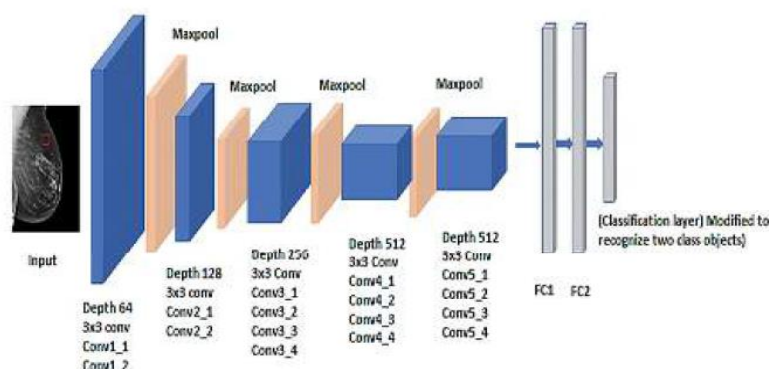 Maxpool
Maxpool
Maxpool
Maxpool
Input
Depth 64
3x3 conv
Conv1_1
Conv1_2
Depth 128
3x3 conv
Conv2_1
Conv2_2
Depth 256
3x3 Conv
Conv3_1
Conv3_2
Conv3_3
Conv3_4
Depth 512
3x3 Conv
Conv4_1
Conv4_2
Conv4_3
Conv4_4
Depth 512
3x3 Conv
Conv5_1
Conv5_2
Conv5_3
Conv5_4
FC1
FC2
(Classification layer) Modified to
recognize two class objects)